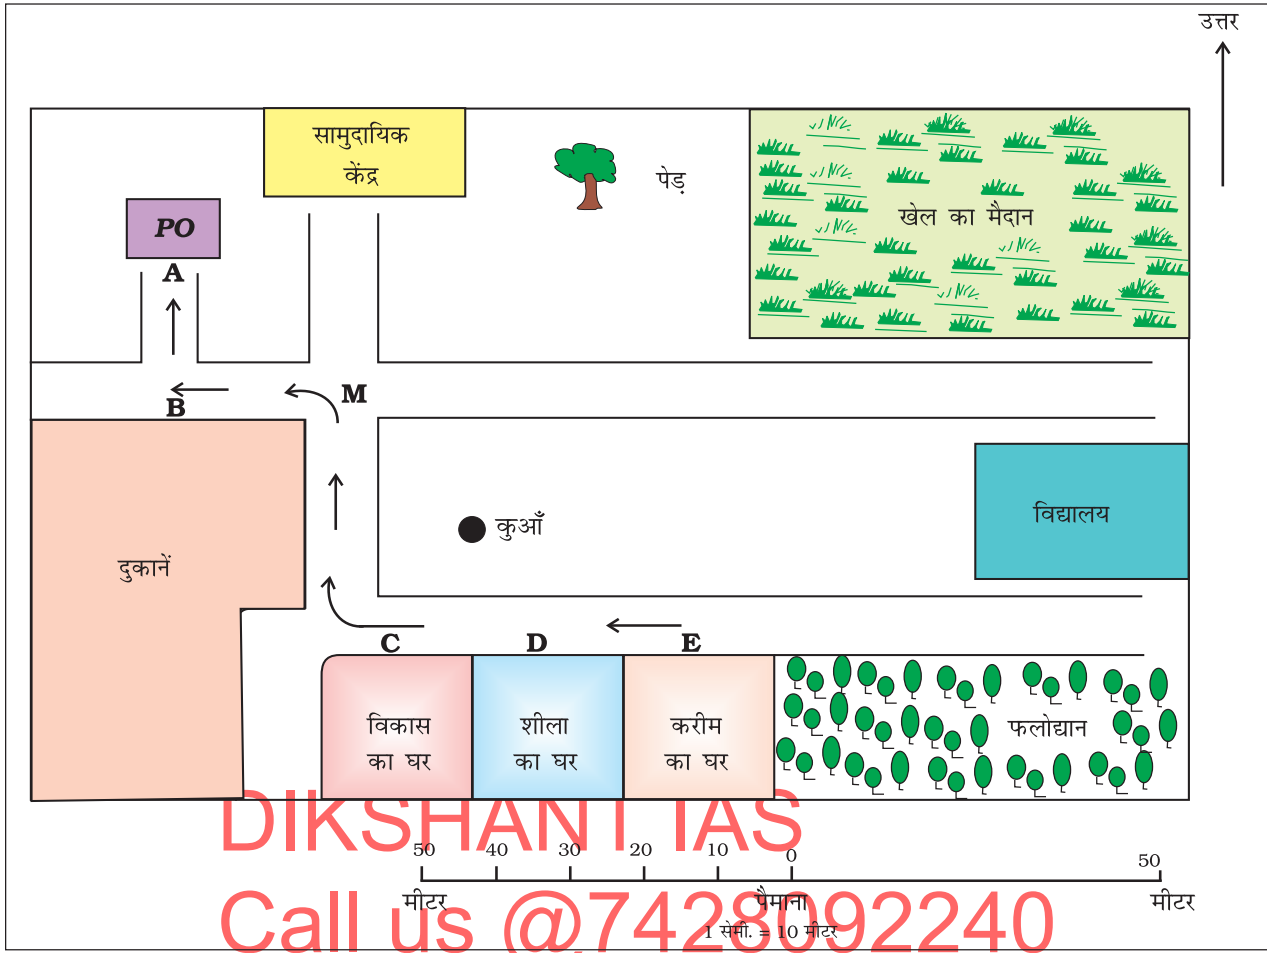 उत्तर
सामुदायिक
केंद्र
पेड़
खेल का मैदान
PO
A
B
M
विद्यालय
कुआँ
दुकानें
C
D
E
विकास
का घर
शीला
का घर
करीम
का घर
फलोद्यान
DIKSHANT IAS
50 40 30 20 10 0 50
मीटर पैमाना मीटर
Call us @7428092240
1 सेमी. = 10 मीटर